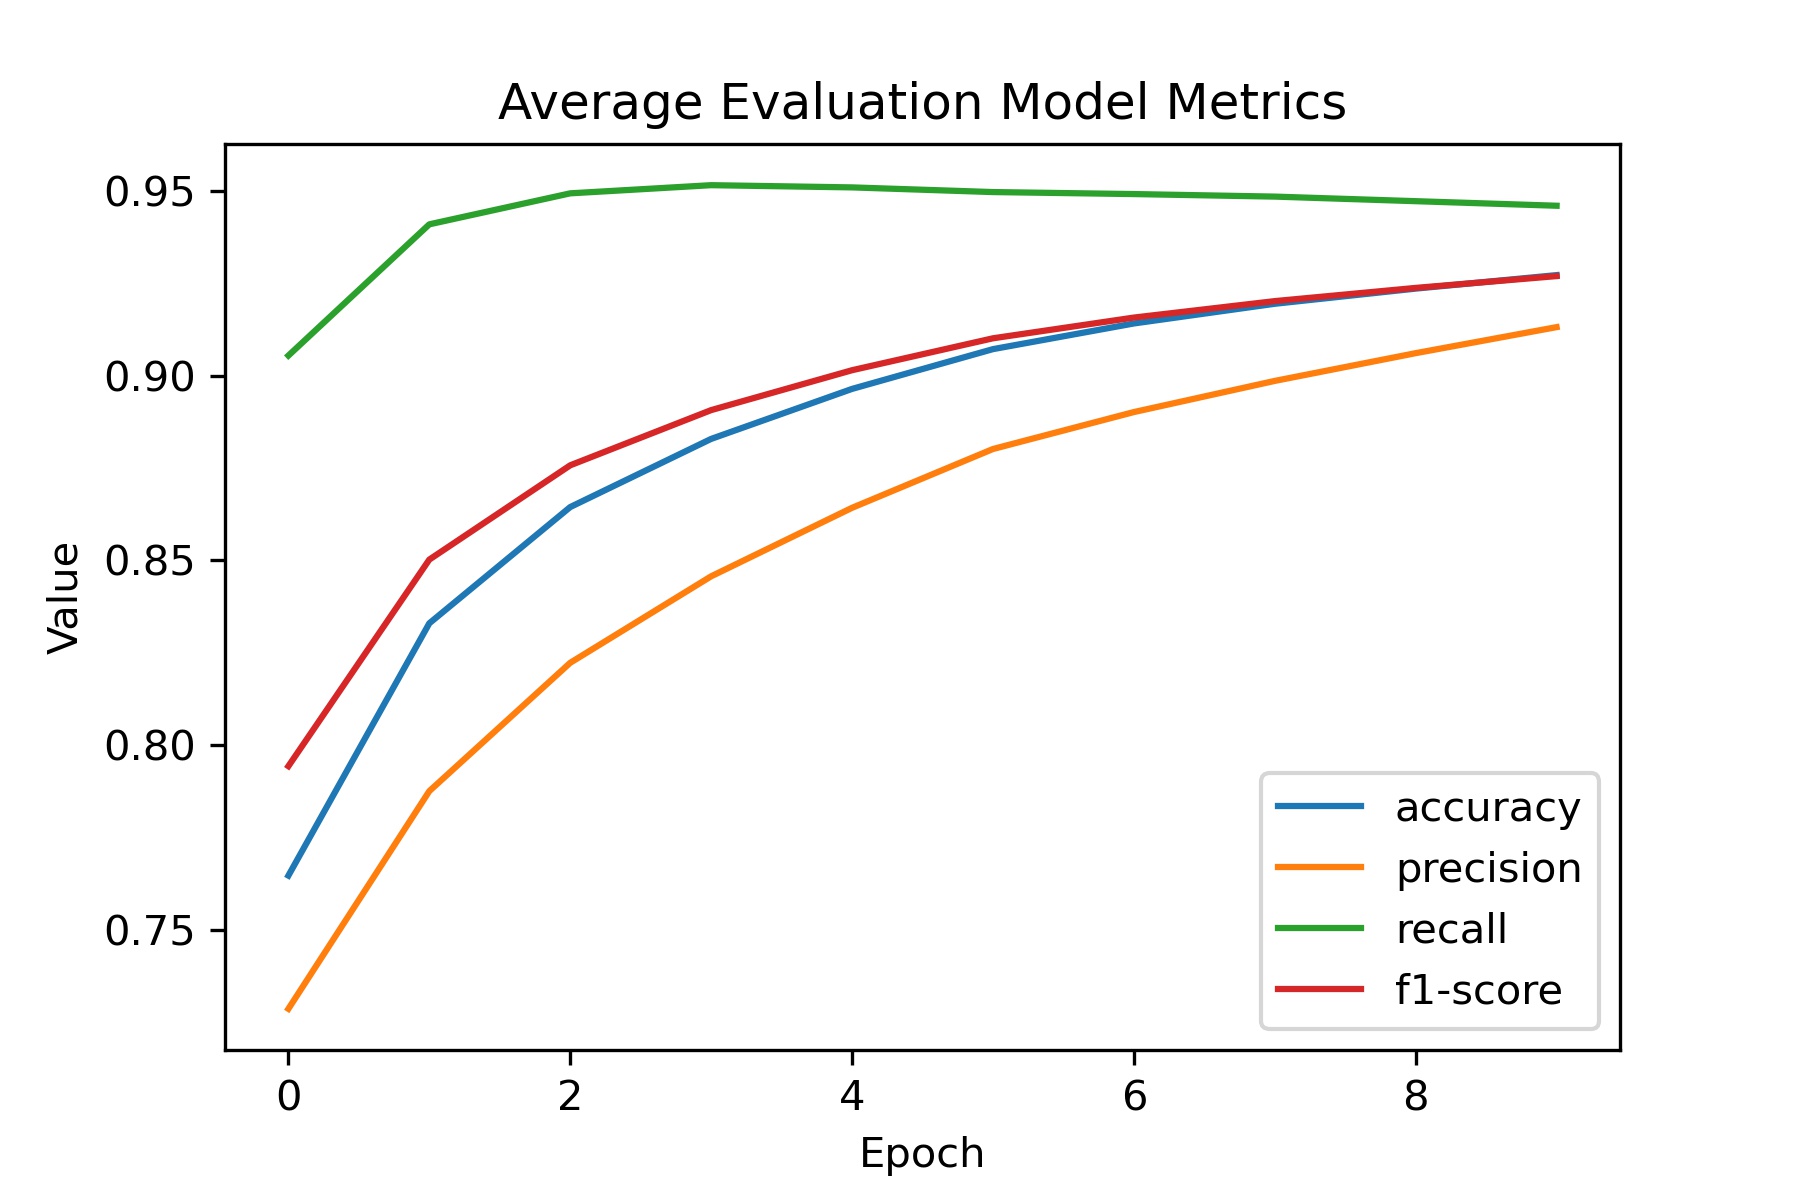 Average Evaluation Model Metrics
0.95
0.90
0.85
0.80
0.75
Value
0 2 4 6 8
Epoch
accuracy
precision
recall
f1-score